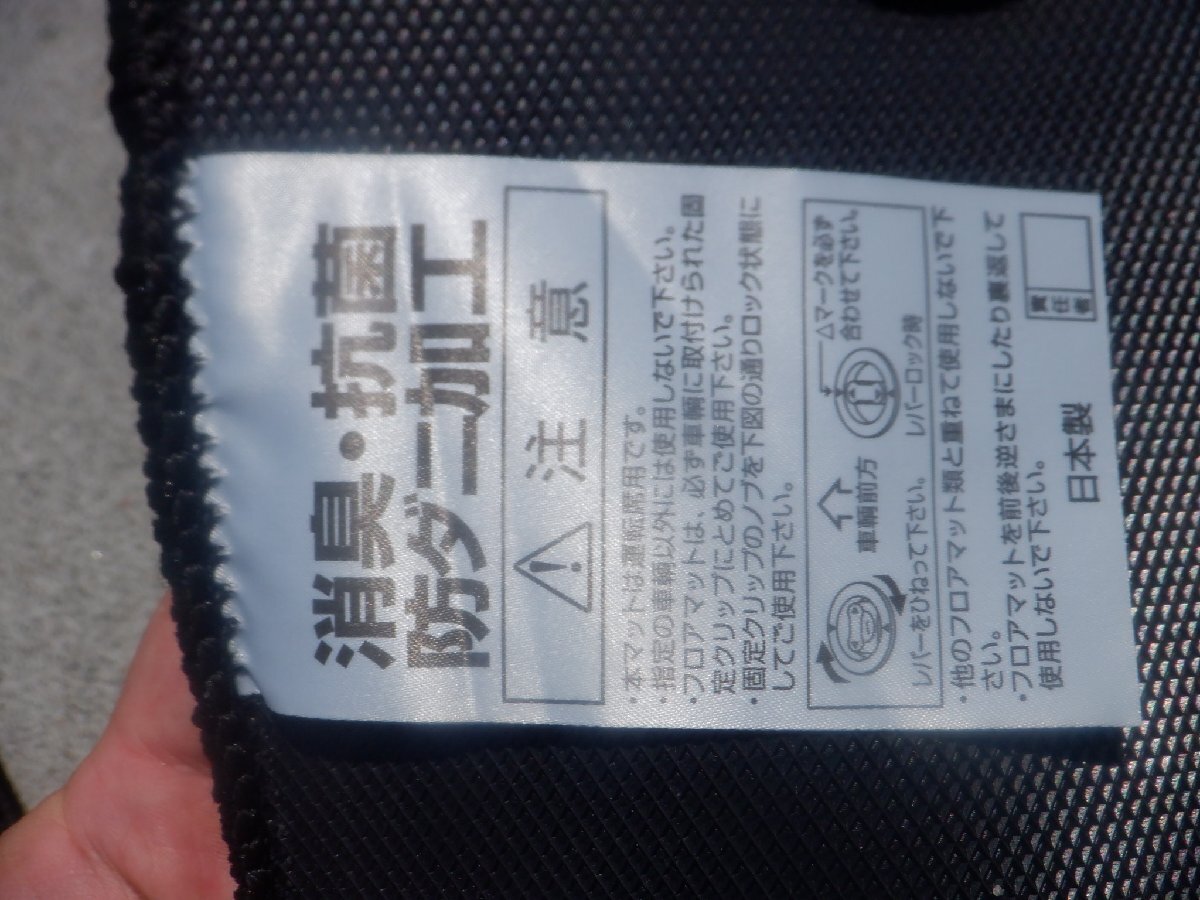 消臭・抗菌
防ダニ加工
注意
・本マットは運転席用です。
・指定の車輌以外には使用しないで下さい。
・フロアマットは、必ず車輌に取付けられた固
定クリップにとめてご使用下さい。
・固定クリップのノブを下図の通りロック状態に
してご使用下さい。
車輌前方
△マークを必ず
合わせて下さい。
レバーをひねって下さい。
レバーロック時
・他のフロアマット類と重ねて使用しないで下
さい。
・フロアマットを前後逆さまにしたり裏返して
使用しないで下さい。
日本製
責任者